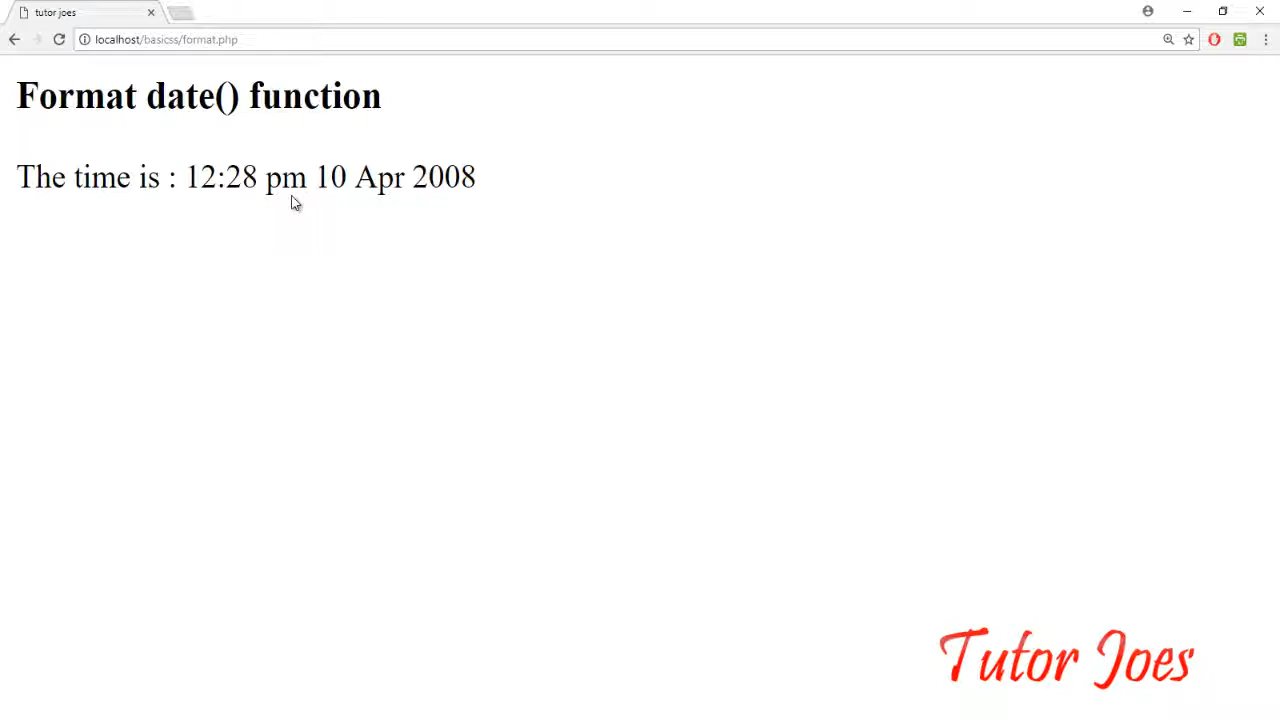 tutor joes
localhost/basicss/format.php
Format date() function
The time is : 12:28 pm 10 Apr 2008
Tutor Joes